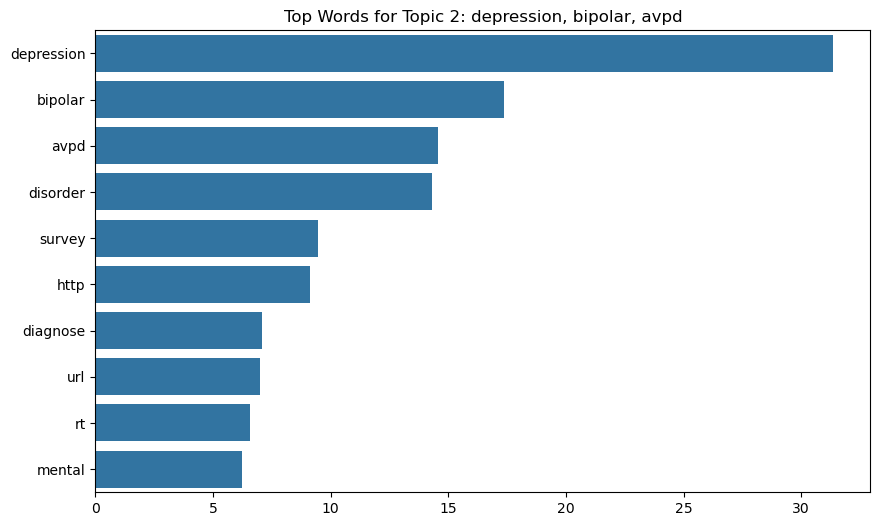 Top Words for Topic 2: depression, bipolar, avpd
depression
bipolar
avpd
disorder
survey
http
diagnose
url
rt
mental
0 5 10 15 20 25 30